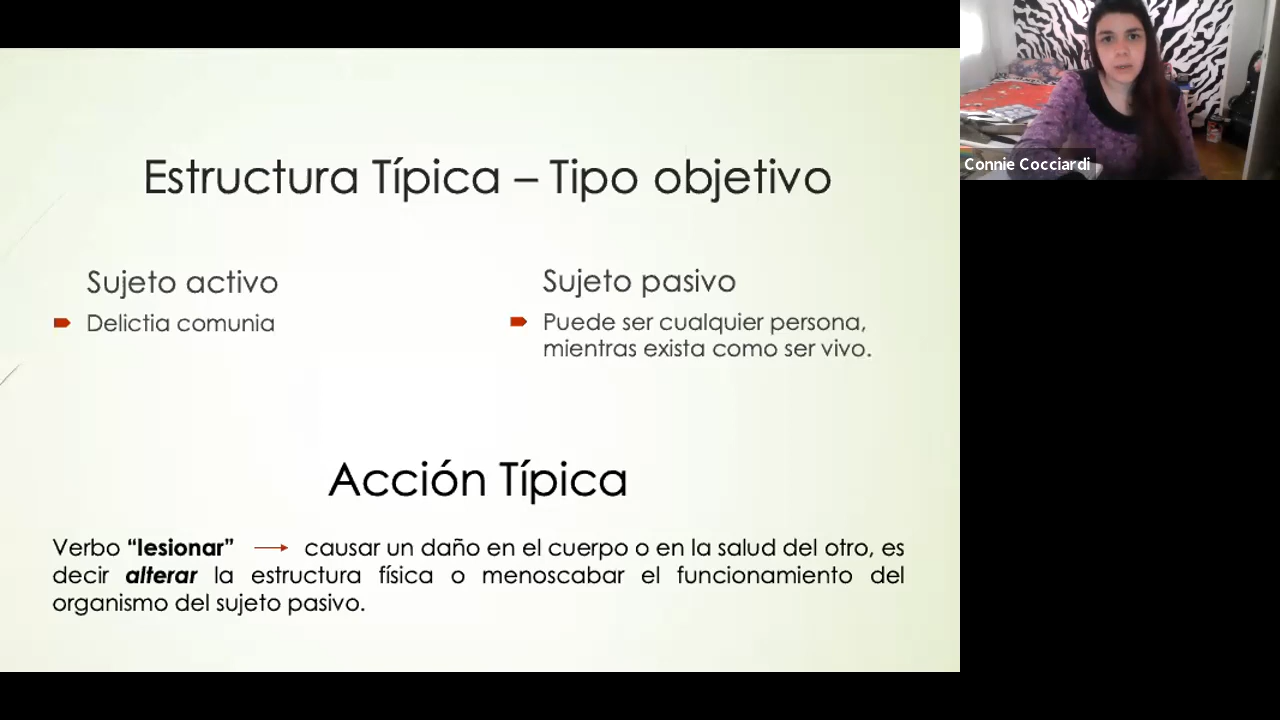 Estructura Típica – Tipo objetivo
Sujeto activo
Delictia comunia
Sujeto pasivo
Puede ser cualquier persona,
mientras exista como ser vivo.
Acción Típica
Verbo “lesionar” → causar un daño en el cuerpo o en la salud del otro, es
decir alterar la estructura física o menoscabar el funcionamiento del
organismo del sujeto pasivo.
Connie Cocciardi